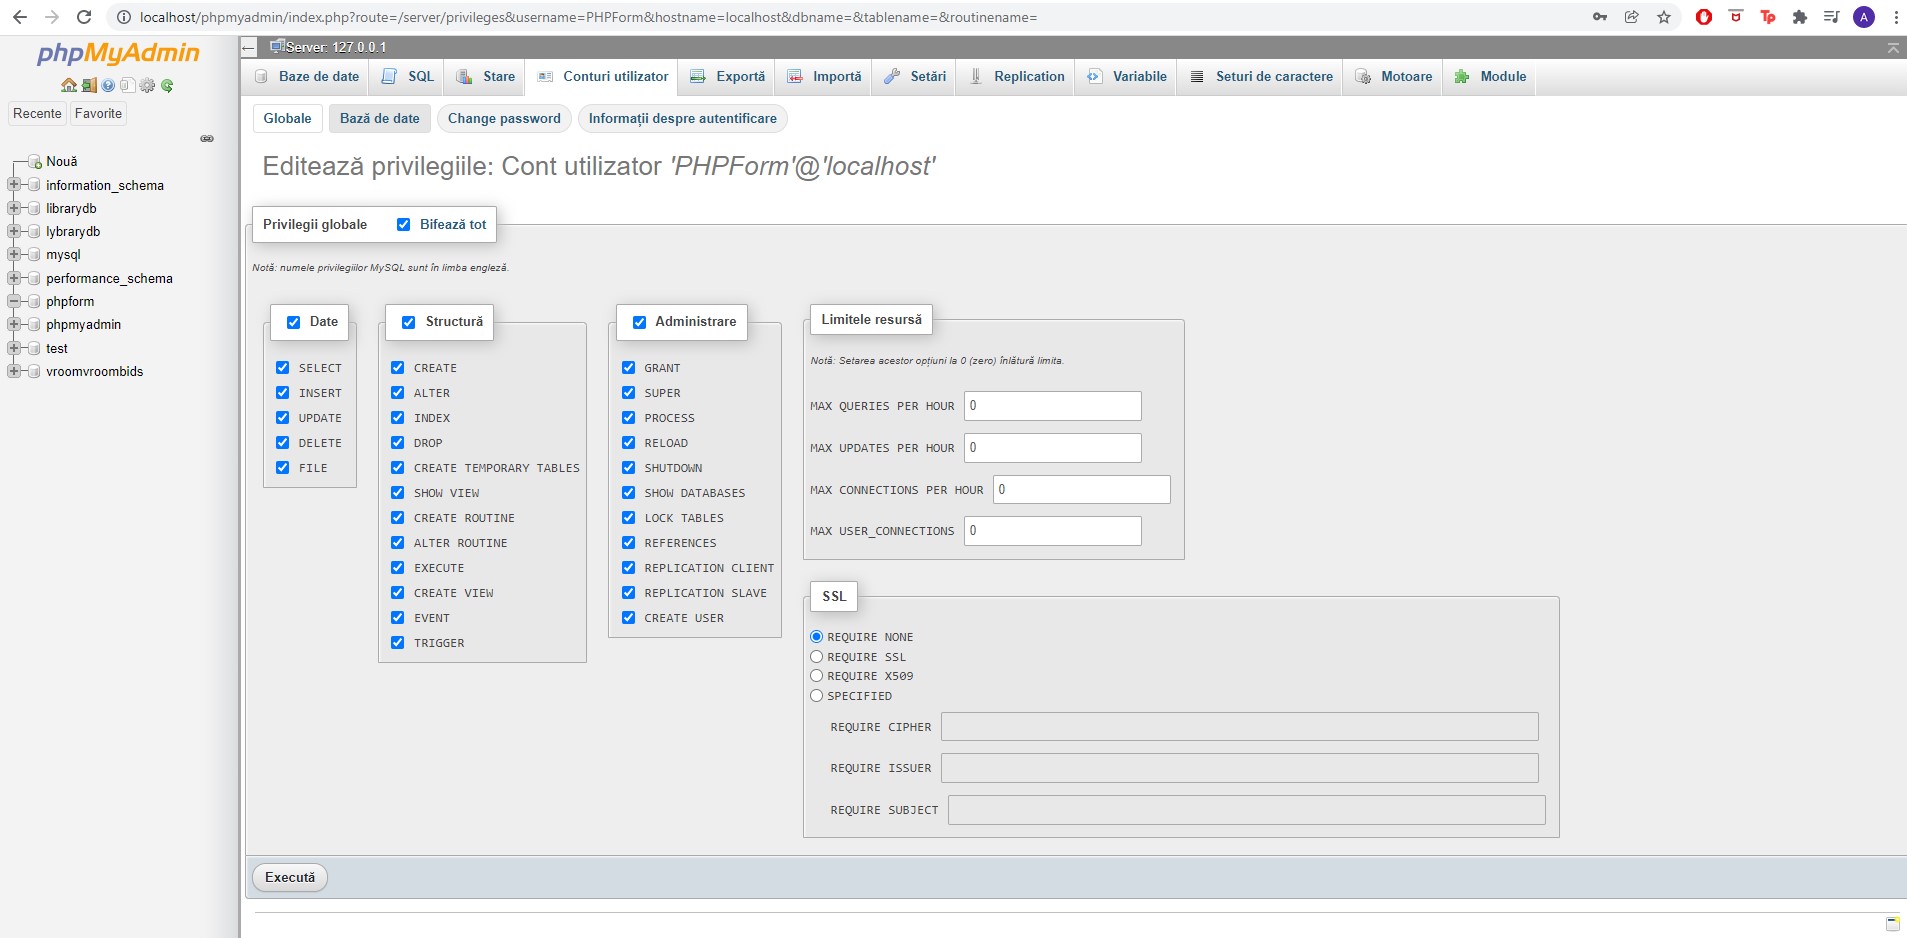 localhost/phpmyadmin/index.php?route=/server/privileges&username=PHPForm&hostname=localhost&dbname=&tablename=&routinename=
Tp
A
phpMyAdmin
Recente Favorite
Nouă
information_schema
librarydb
lybrarydb
mysql
performance_schema
phpform
phpmyadmin
test
vroomvroombids
Server: 127.0.0.1
Baze de date SQL Stare Conturi utilizator Exportă Importă Setări Replication Variabile Seturi de caractere Motoare Module
Globale Bază de date Change password Informații despre autentificare
Editează privilegiile: Cont utilizator 'PHPForm'@'localhost'
Privilegii globale Bifează tot
Notă: numele privilegiilor MySQL sunt în limba engleză.
Date
SELECT
INSERT
UPDATE
DELETE
FILE
Structură
CREATE
ALTER
INDEX
DROP
CREATE TEMPORARY TABLES
SHOW VIEW
CREATE ROUTINE
ALTER ROUTINE
EXECUTE
CREATE VIEW
EVENT
TRIGGER
Administrare
GRANT
SUPER
PROCESS
RELOAD
SHUTDOWN
SHOW DATABASES
LOCK TABLES
REFERENCES
REPLICATION CLIENT
REPLICATION SLAVE
CREATE USER
Limitele resursă
Notă: Setarea acestor opțiuni la 0 (zero) înlătură limita.
MAX QUERIES PER HOUR 0
MAX UPDATES PER HOUR 0
MAX CONNECTIONS PER HOUR 0
MAX USER_CONNECTIONS 0
SSL
REQUIRE NONE
REQUIRE SSL
REQUIRE X509
SPECIFIED
REQUIRE CIPHER
REQUIRE ISSUER
REQUIRE SUBJECT
Execută